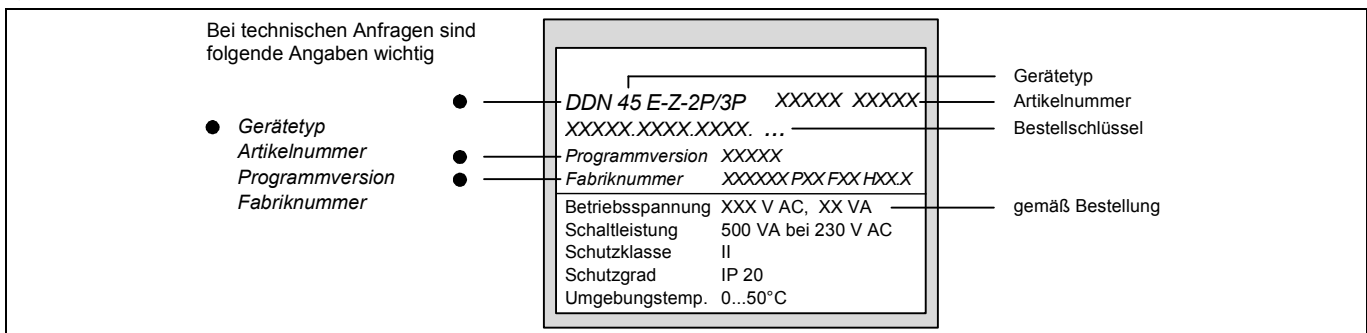 Bei technischen Anfragen sind
folgende Angaben wichtig
● Gerätetyp
Artikelnummer
Programmversion
Fabriknummer
DDN 45 E-Z-2P/3P XXXXX XXXXX
XXXXX.XXXX.XXXX. ...
Programmversion XXXXX
Fabriknummer XXXXXX PXX FXX HXX.X
Betriebsspannung XXX V AC, XX VA
Schaltleistung 500 VA bei 230 V AC
Schutzklasse II
Schutzgrad IP 20
Umgebungstemp. 0...50°C
Gerätetyp
Artikelnummer
Bestellschlüssel
gemäß Bestellung